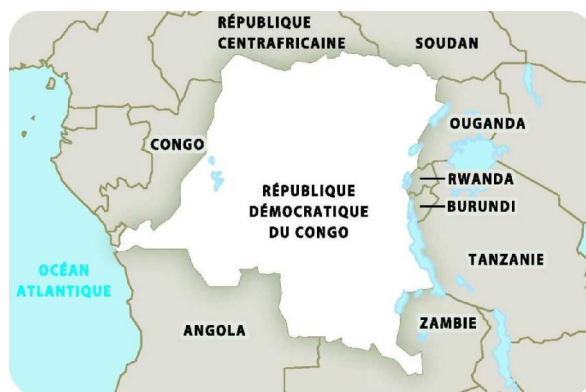 RÉPUBLIQUE
CENTRAFRICAINE
SOUDAN
CONGO
OUGANDA
RWANDA
BURUNDI
RÉPUBLIQUE
DÉMOCRATIQUE
DU CONGO
TANZANIE
OCÉAN
ATLANTIQUE
ANGOLA
ZAMBIE